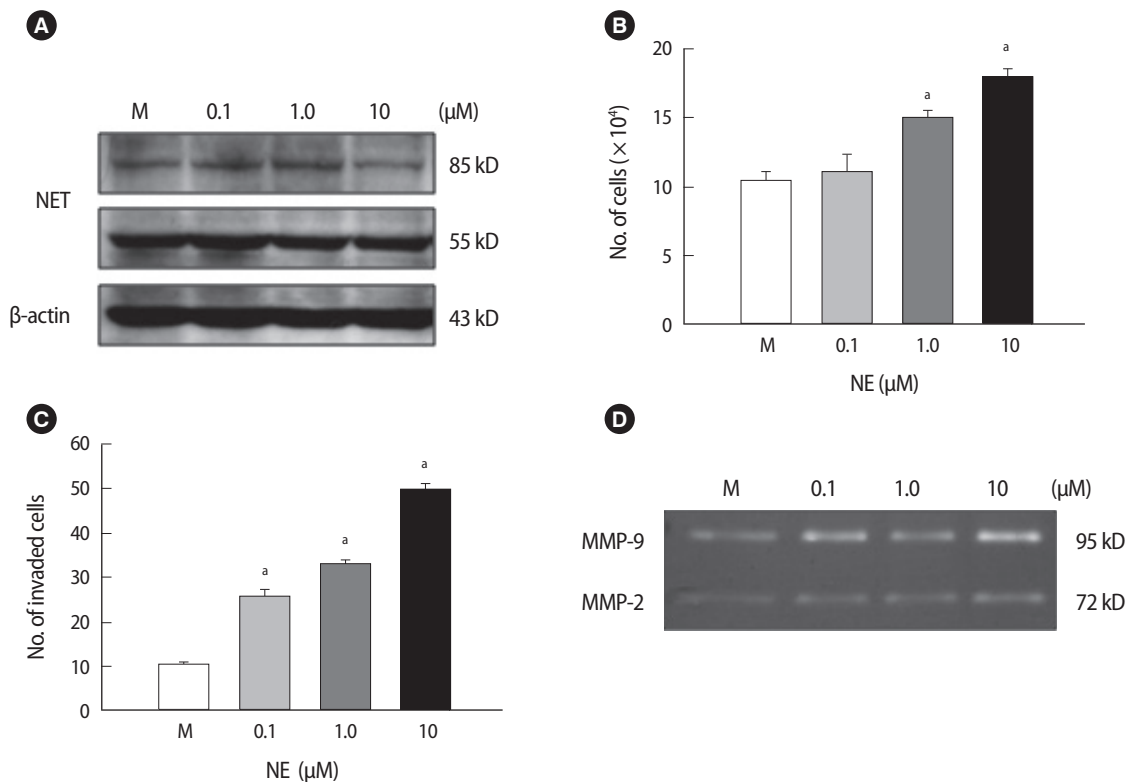 A
M 0.1 1.0 10 (μM)
85 kD
NET
55 kD
β-actin
43 kD
B
20
15
10
5
0
No. of cells (×10⁴)
a
a
M 0.1 1.0 10
NE (μM)
C
60
50
40
30
20
10
0
No. of invaded cells
a
a
a
M 0.1 1.0 10
NE (μM)
D
M 0.1 1.0 10 (μM)
MMP-9 95 kD
MMP-2 72 kD